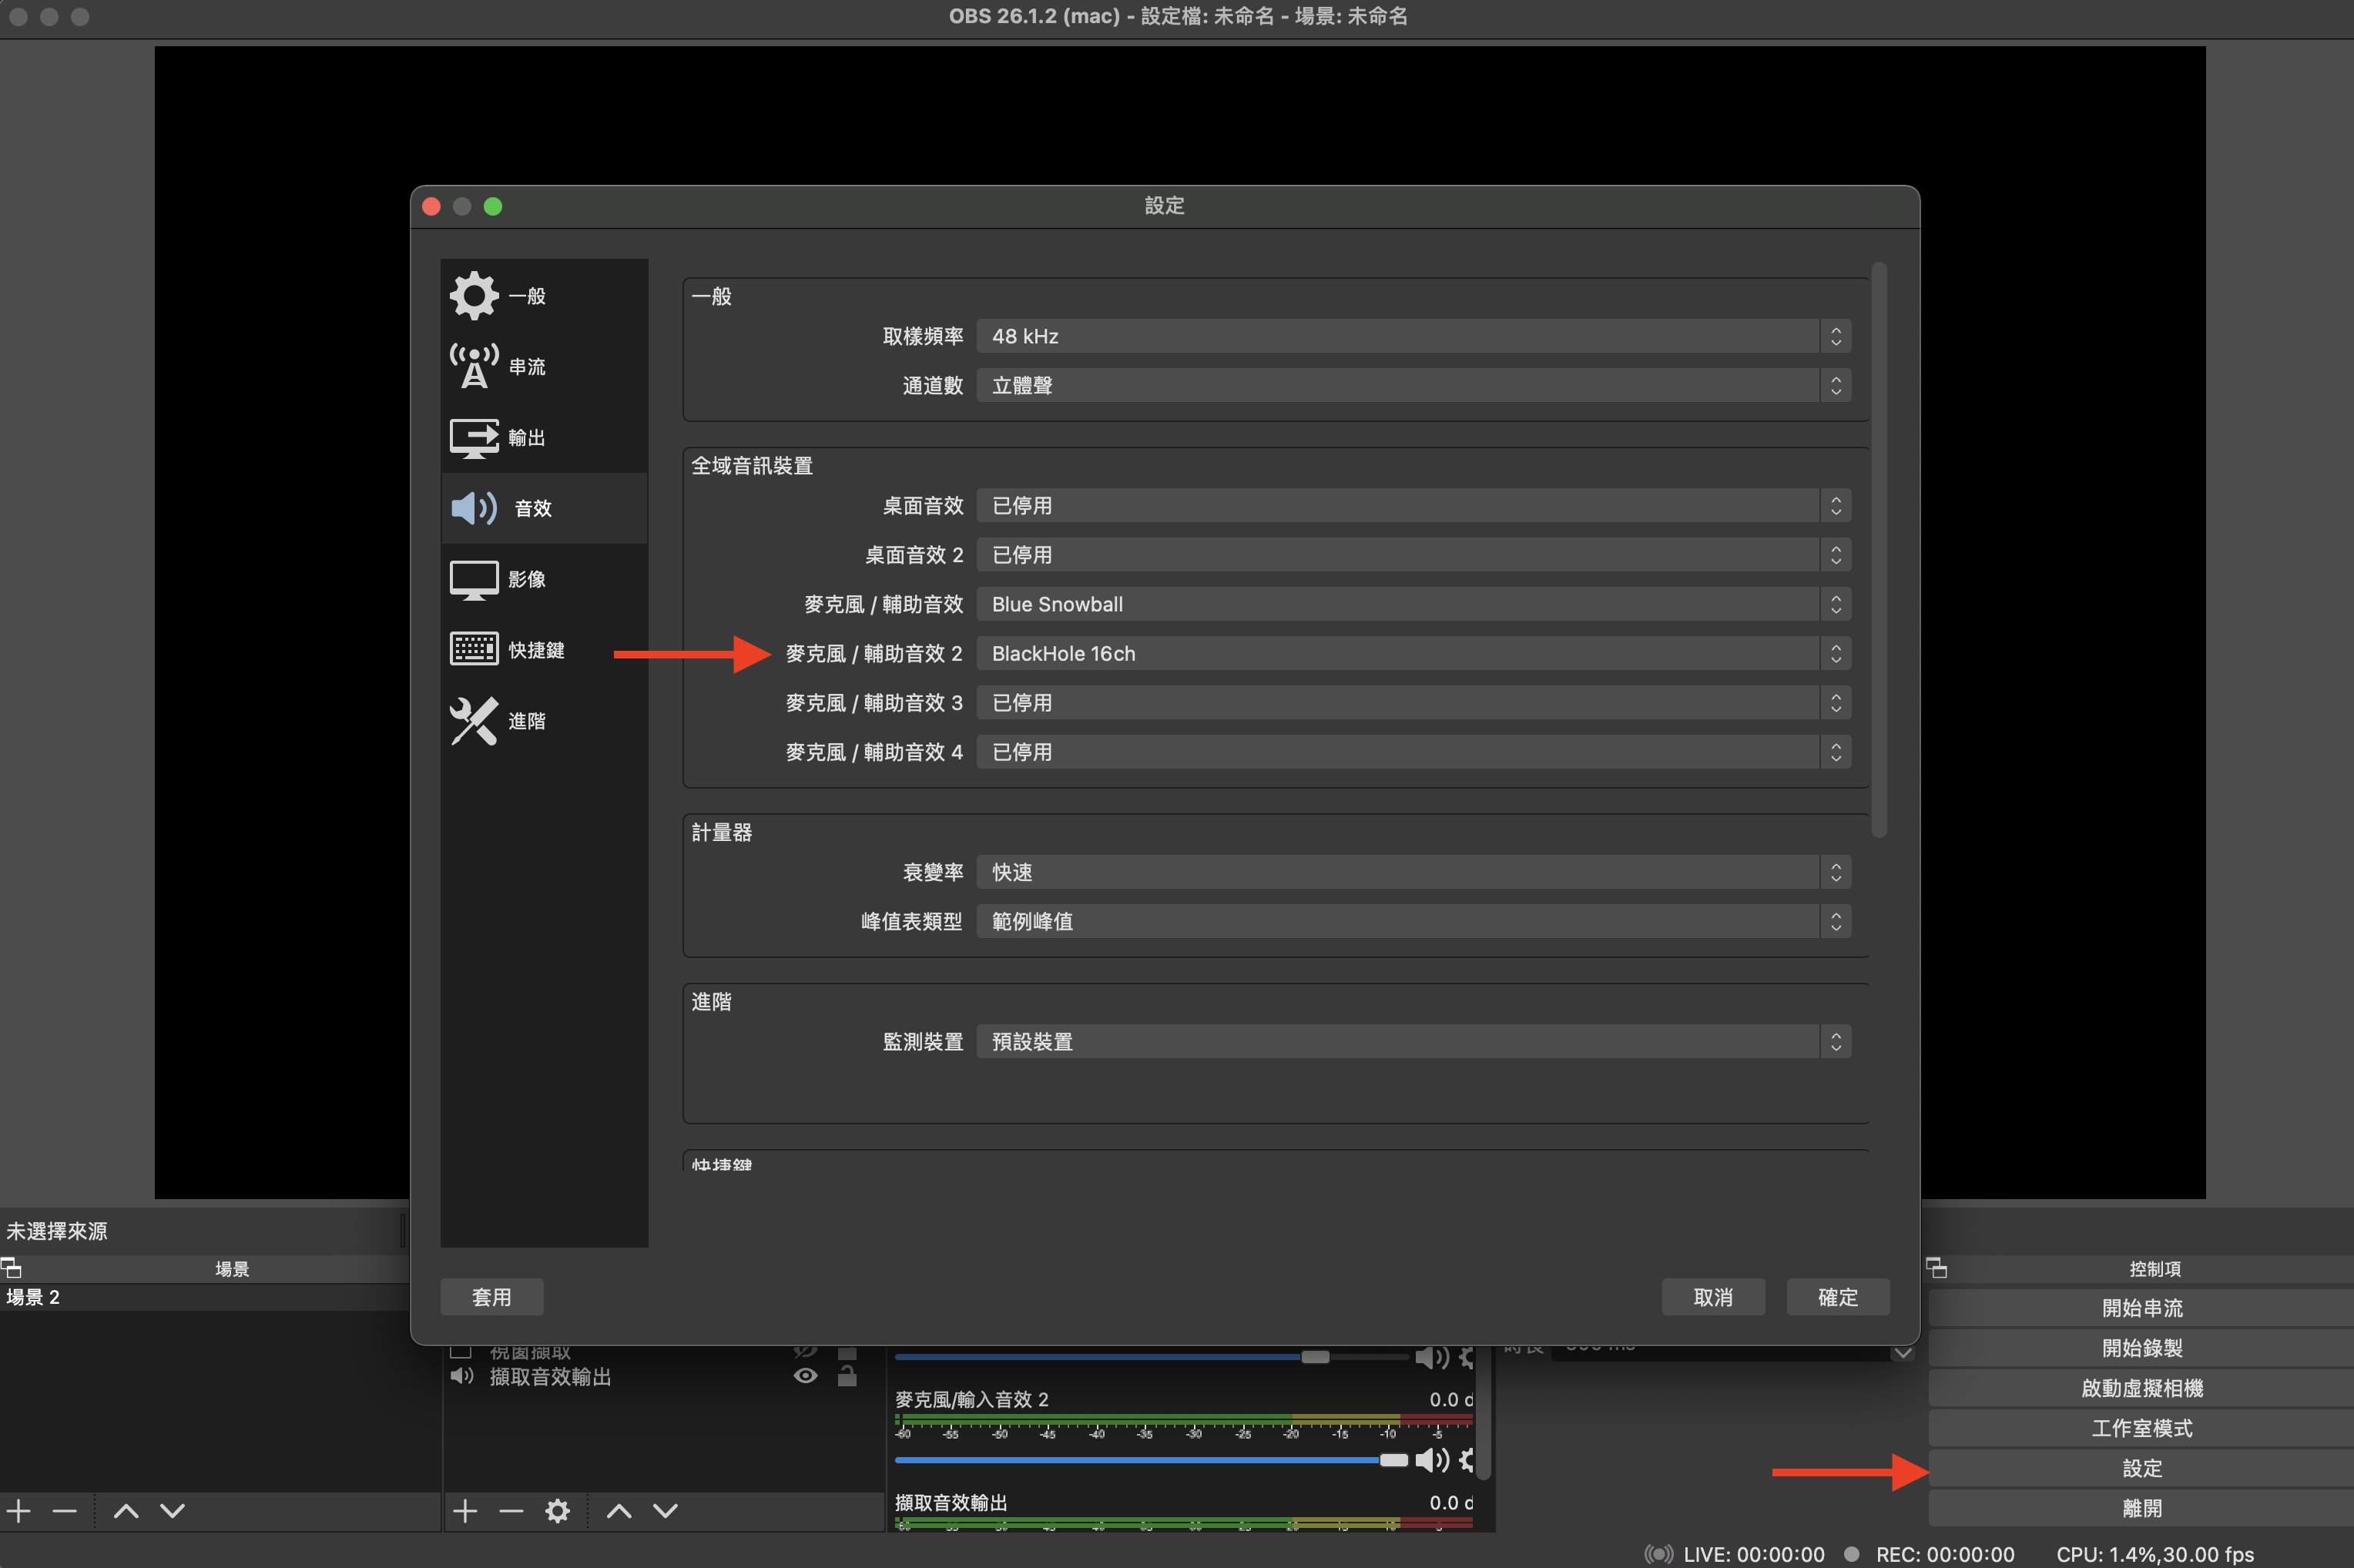 OBS 26.1.2 (mac) - 設定檔: 未命名 - 場景: 未命名
設定
一般
串流
輸出
音效
影像
快捷鍵
進階
一般
取樣頻率 48 kHz
通道數 立體聲
全域音訊裝置
桌面音效 已停用
桌面音效 2 已停用
麥克風 / 輔助音效 Blue Snowball
麥克風 / 輔助音效 2 BlackHole 16ch
麥克風 / 輔助音效 3 已停用
麥克風 / 輔助音效 4 已停用
計量器
衰變率 快速
峰值表類型 範例峰值
進階
監測裝置 預設裝置
快捷鍵
套用 取消 確定
未選擇來源
場景
場景 2
視窗擷取
擷取音效輸出
麥克風/輸入音效 2 0.0 d
-60 -55 -50 -45 -40 -35 -30 -25 -20 -15 -10 -5
擷取音效輸出 0.0 d
-60 -55 -50 -45 -40 -35 -30 -25 -20 -15 -10 -5
控制項
開始串流
開始錄製
啟動虛擬相機
工作室模式
設定
離開
LIVE: 00:00:00 REC: 00:00:00 CPU: 1.4%,30.00 fps